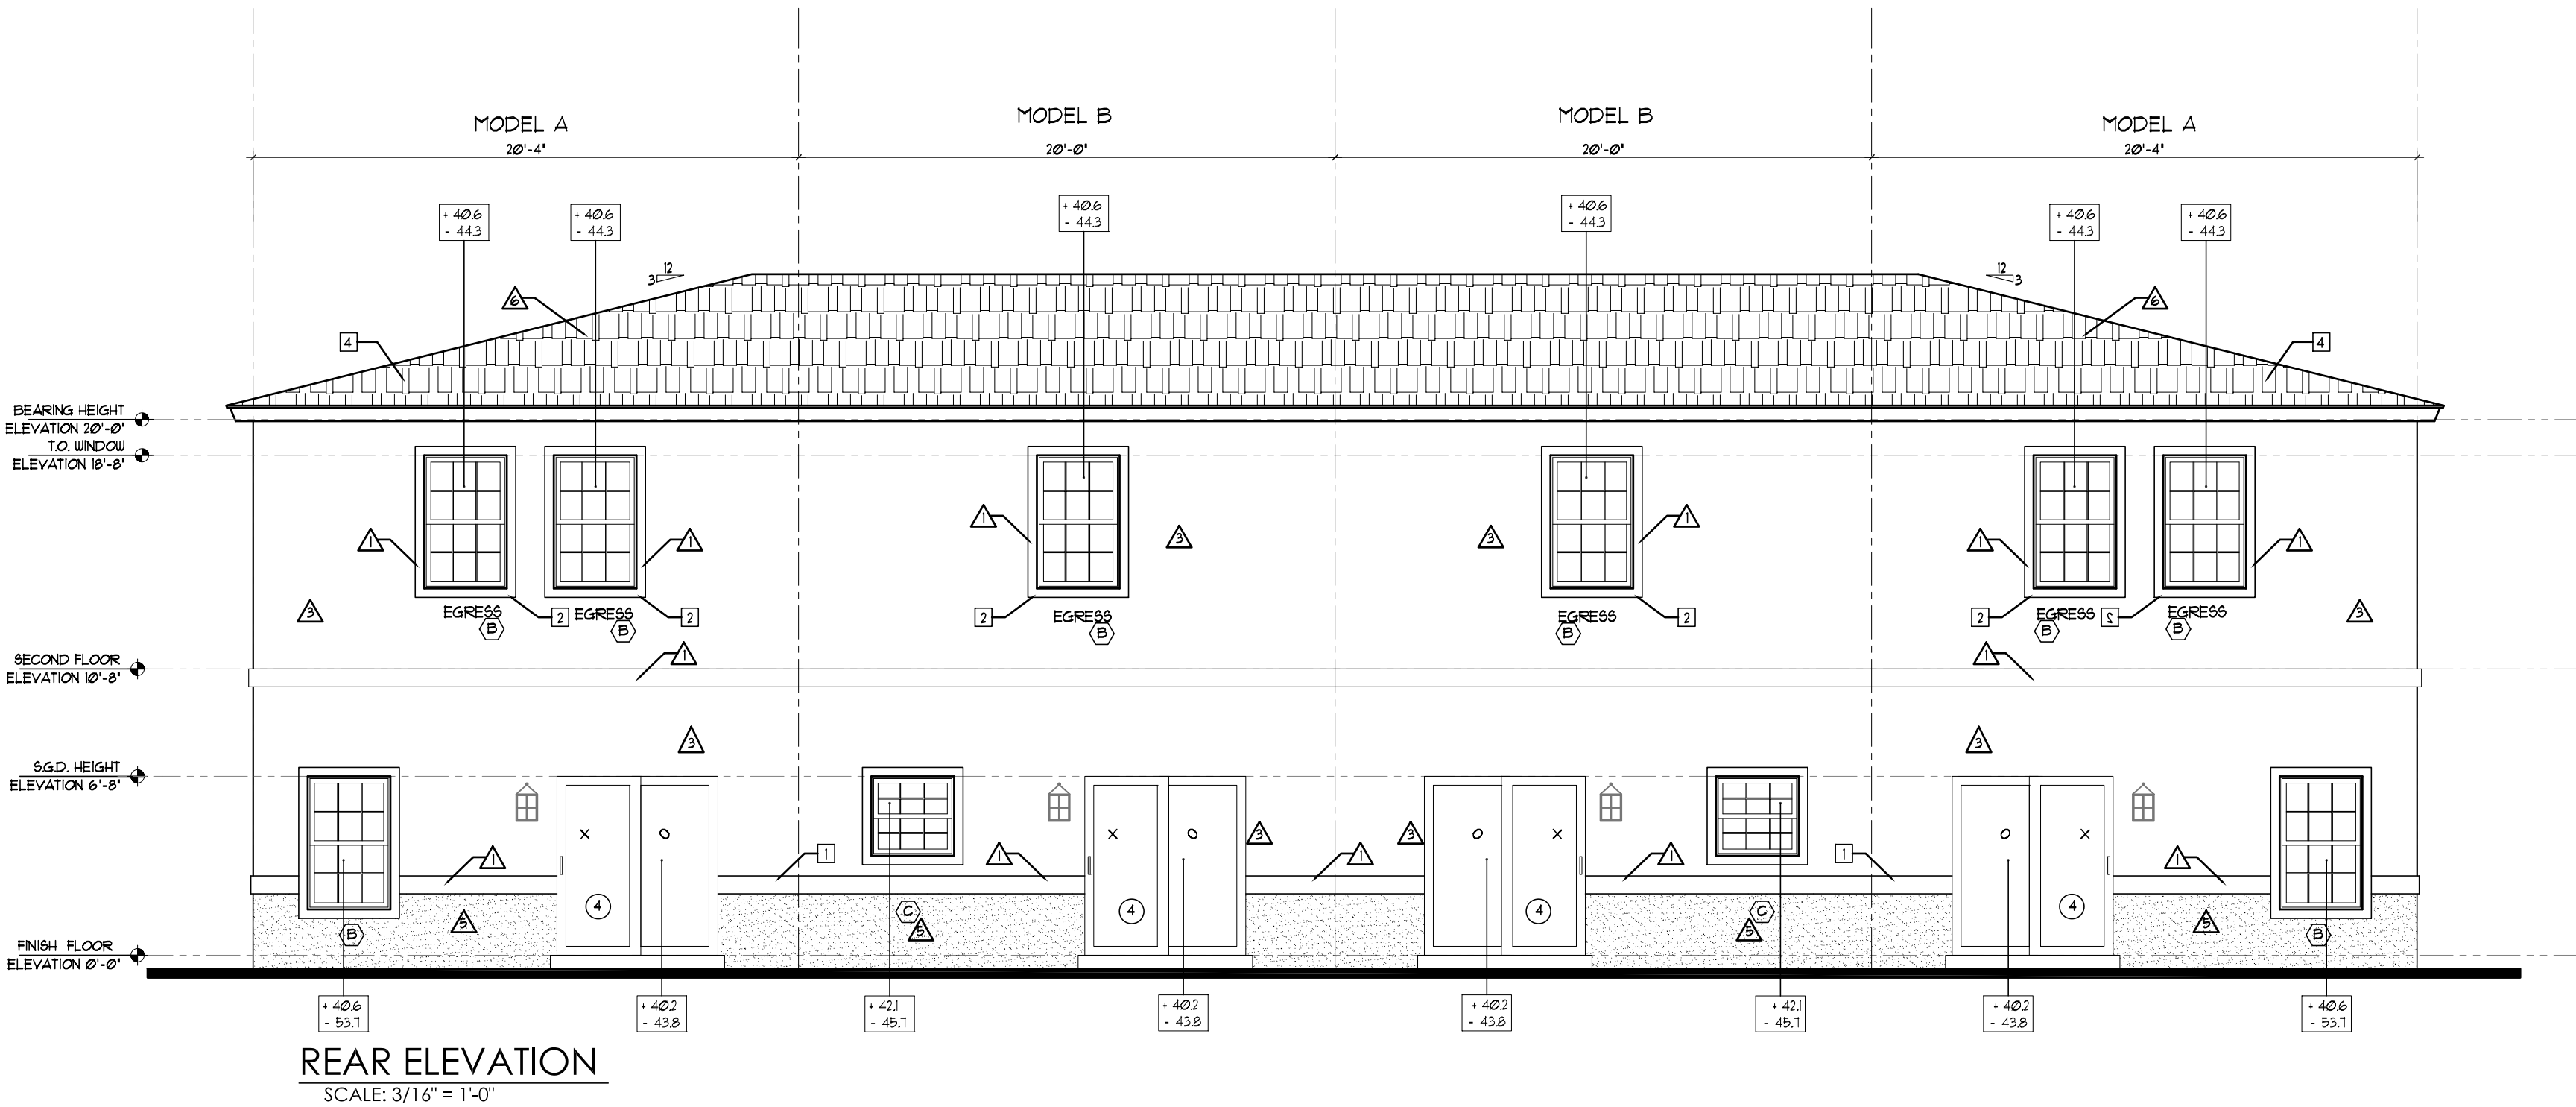 MODEL A
MODEL B
MODEL B
MODEL A
20'-4"
20'-0"
20'-0"
20'-4"
+ 40.6
- 44.3
+ 40.6
- 44.3
+ 40.6
- 44.3
+ 40.6
- 44.3
+ 40.6
- 44.3
+ 40.6
- 44.3
12
3
12
3
6
6
4
4
BEARING HEIGHT
ELEVATION 20'-0"
T.O. WINDOW
ELEVATION 18'-8"
1
1
1
3
3
1
1
1
3
EGRESS
2
EGRESS
2
2
EGRESS
EGRESS
2
2
EGRESS
2
EGRESS
3
B
B
B
B
B
B
SECOND FLOOR
ELEVATION 10'-8"
1
1
3
3
S.G.D. HEIGHT
ELEVATION 6'-8"
X
O
X
O
3
3
O
X
O
X
1
1
1
1
1
1
1
4
C
4
4
C
4
B
5
5
5
5
B
FINISH FLOOR
ELEVATION 0'-0"
+ 40.6
- 53.7
+ 40.2
- 43.8
+ 42.1
- 45.7
+ 40.2
- 43.8
+ 40.2
- 43.8
+ 42.1
- 45.7
+ 40.2
- 43.8
+ 40.6
- 53.7
REAR ELEVATION
SCALE: 3/16" = 1'-0"